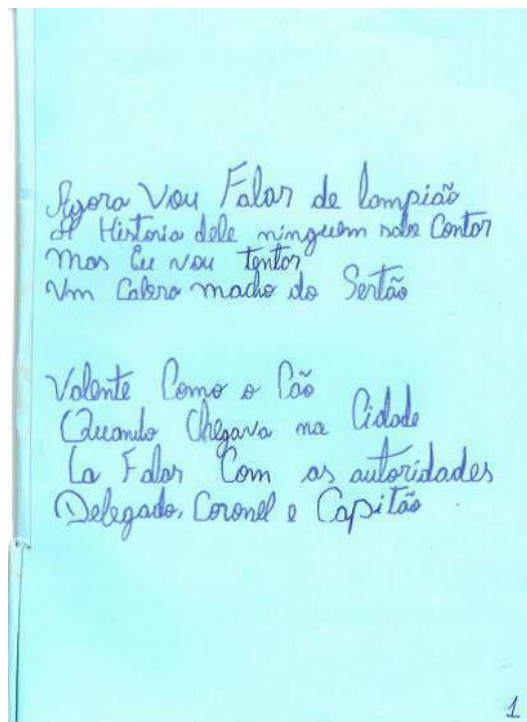 Agora Vou Falar de Lampião
A Historia dele ninguem sabe Contar
Mas Eu vou tentar
Um Cabera macho do Sertão
Valente Como o Cão
Quando Chegava na Cidade
Ia Falar Com as autoridades
Delegado, Coronel e Capitão
1